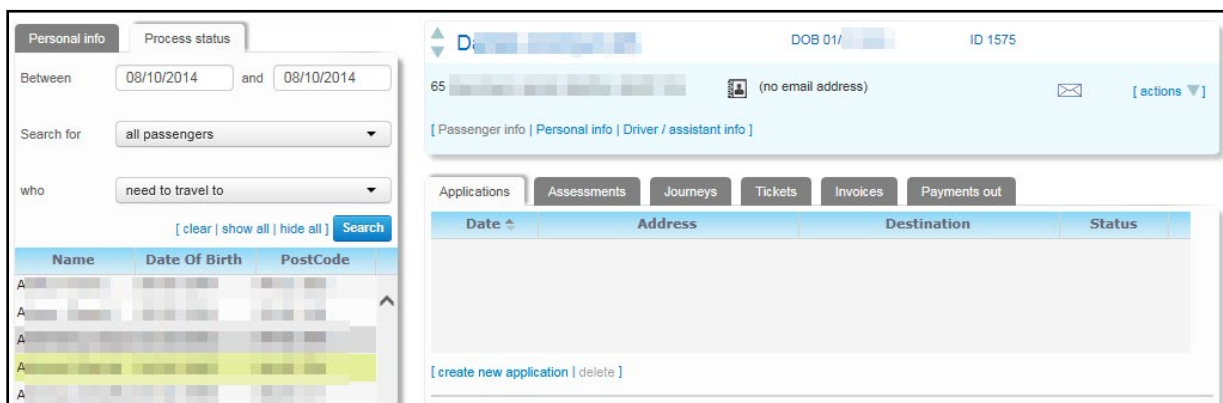 Personal info Process status
Between 08/10/2014 and 08/10/2014
Search for all passengers
who need to travel to
[ clear | show all | hide all ] Search
Name Date Of Birth PostCode
A
A
A
A
A
DOB 01/ ID 1575
65 (no email address) [ actions ]
[ Passenger info | Personal info | Driver / assistant info ]
Applications Assessments Journeys Tickets Invoices Payments out
Date Address Destination Status
[ create new application | delete ]